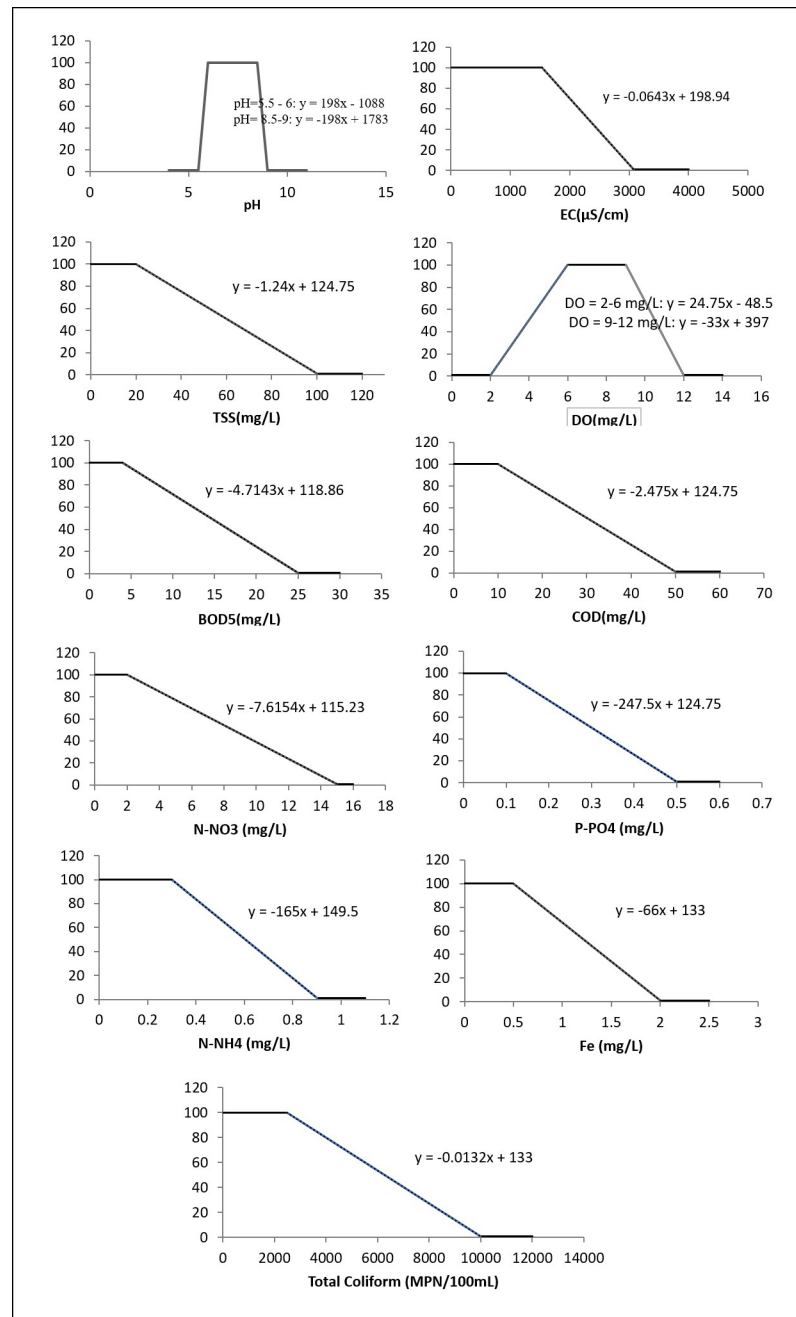 120
100
80
60
40
20
0
pH=5.5 - 6: y = 198x - 1088
pH= 8.5-9: y = -198x + 1783
0 5 10 15
pH
120
100
80
60
40
20
0
y = -0.0643x + 198.94
0 1000 2000 3000 4000 5000
EC(µS/cm)
120
100
80
60
40
20
0
y = -1.24x + 124.75
0 20 40 60 80 100 120
TSS(mg/L)
120
100
80
60
40
20
0
DO = 2-6 mg/L: y = 24.75x - 48.5
DO = 9-12 mg/L: y = -33x + 397
0 2 4 6 8 10 12 14 16
DO(mg/L)
120
100
80
60
40
20
0
y = -4.7143x + 118.86
0 5 10 15 20 25 30 35
BOD5(mg/L)
120
100
80
60
40
20
0
y = -2.475x + 124.75
0 10 20 30 40 50 60 70
COD(mg/L)
120
100
80
60
40
20
0
y = -7.6154x + 115.23
0 2 4 6 8 10 12 14 16 18
N-NO3 (mg/L)
120
100
80
60
40
20
0
y = -247.5x + 124.75
0 0.1 0.2 0.3 0.4 0.5 0.6 0.7
P-PO4 (mg/L)
120
100
80
60
40
20
0
y = -165x + 149.5
0 0.2 0.4 0.6 0.8 1 1.2
N-NH4 (mg/L)
120
100
80
60
40
20
0
y = -66x + 133
0 0.5 1 1.5 2 2.5 3
Fe (mg/L)
120
100
80
60
40
20
0
y = -0.0132x + 133
0 2000 4000 6000 8000 10000 12000 14000
Total Coliform (MPN/100mL)